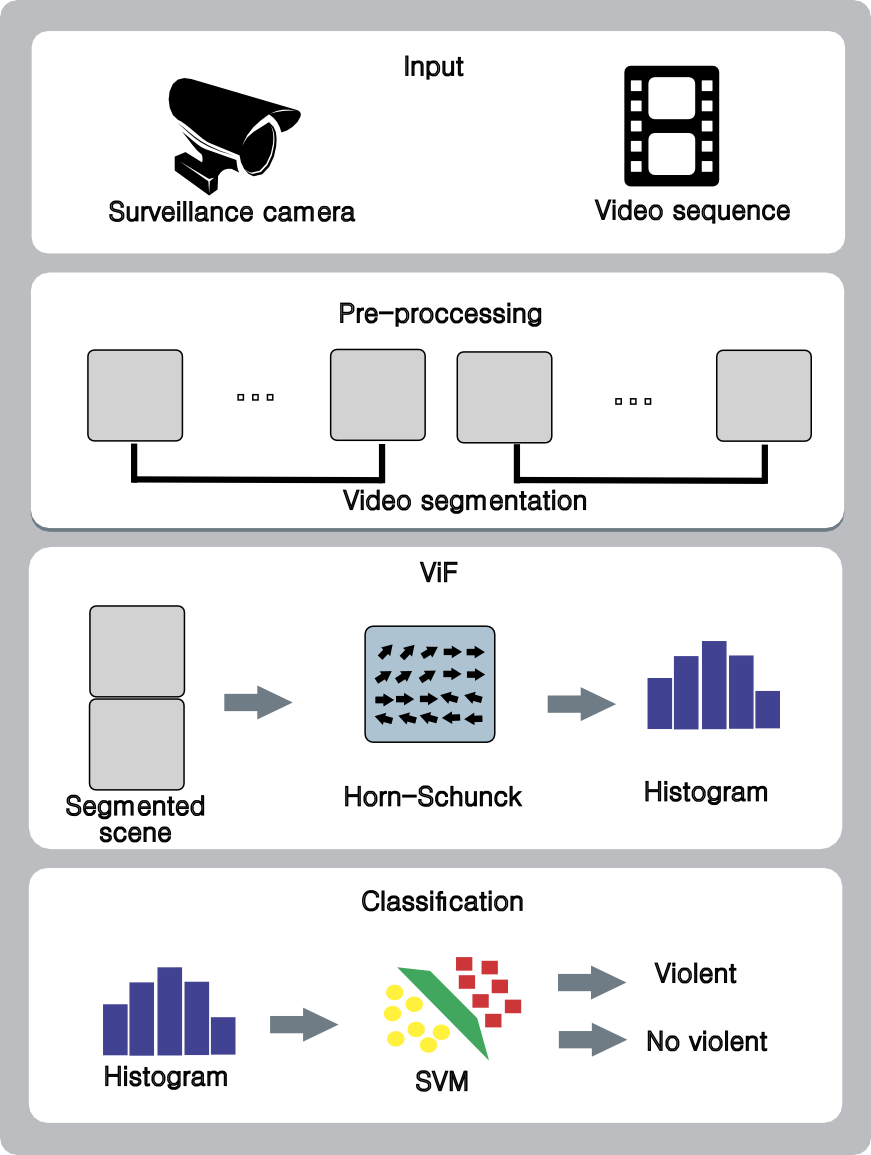 Input
Surveillance camera
Video sequence
Pre-proccessing
Video segmentation
ViF
Segmented
scene
Horn-Schunck
Histogram
Classification
Histogram
SVM
Violent
No violent